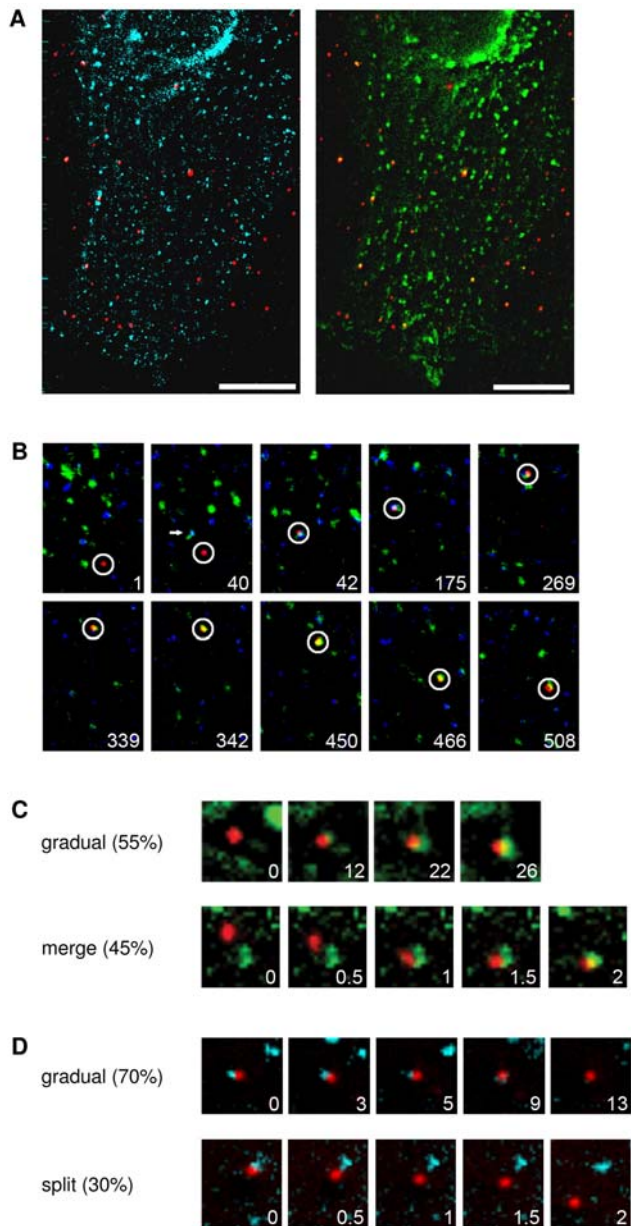 A
B
1 40 42 175 269
339 342 450 466 508
C
gradual (55%)
0 12 22 26
merge (45%)
0 0.5 1 1.5 2
D
gradual (70%)
0 3 5 9 13
split (30%)
0 0.5 1 1.5 2